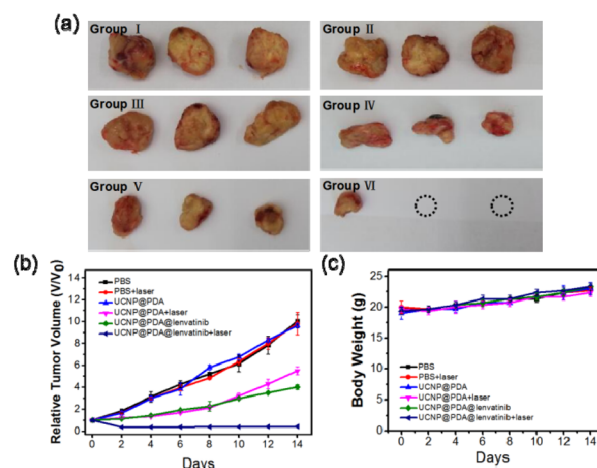 (a)
Group I
Group II
Group III
Group IV
Group V
Group VI
(b)
Relative Tumor Volume (V/V0)
14
12
10
8
6
4
2
0
PBS
PBS+laser
UCNP@PDA
UCNP@PDA+laser
UCNP@PDA@lenvatinib
UCNP@PDA@lenvatinib+laser
0 2 4 6 8 10 12 14
Days
(c)
Body Weight (g)
25
20
15
10
5
0
PBS
PBS+laser
UCNP@PDA
UCNP@PDA+laser
UCNP@PDA@lenvatinib
UCNP@PDA@lenvatinib+laser
0 2 4 6 8 10 12 14
Days